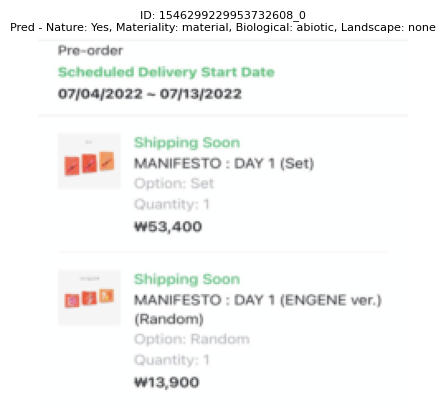 ID: 1546299229953732608_0
Pred - Nature: Yes, Materiality: material, Biological: abiotic, Landscape: none
Pre-order
Scheduled Delivery Start Date
07/04/2022 ~ 07/13/2022
Shipping Soon
MANIFESTO : DAY 1 (Set)
Option: Set
Quantity: 1
₩53,400
Shipping Soon
MANIFESTO : DAY 1 (ENGENE ver.)
(Random)
Option: Random
Quantity: 1
₩13,900